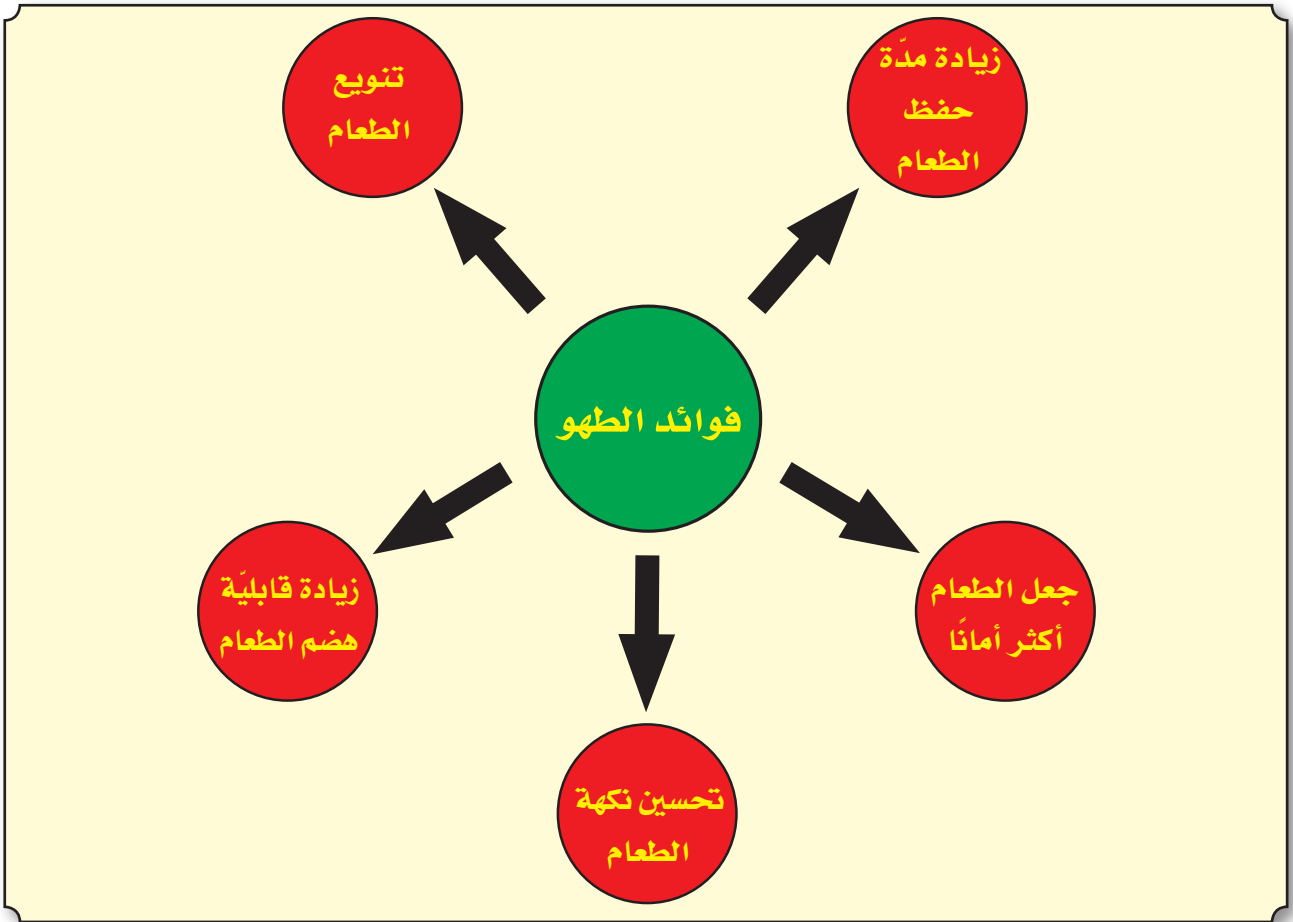 زيادة مدّة
حفظ
الطعام
تنويع
الطعام
فوائد الطهو
جعل الطعام
أكثر أمانًا
زيادة قابليّة
هضم الطعام
تحسين نكهة
الطعام